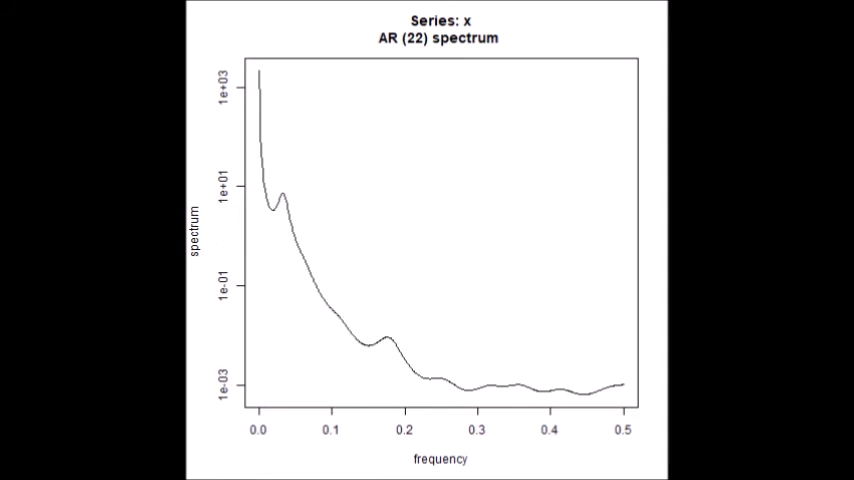 Series: x
AR (22) spectrum
1e+03
1e+01
1e-01
1e-03
spectrum
0.0 0.1 0.2 0.3 0.4 0.5
frequency